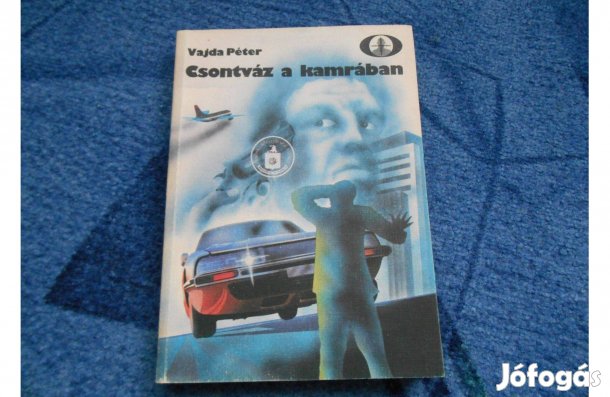 Vajda Péter
Csontváz a kamrában
Jófogás